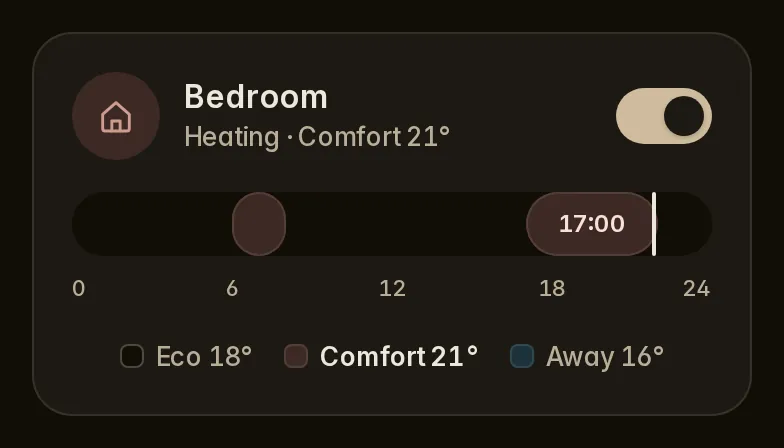 Bedroom
Heating · Comfort 21°
17:00
0 6 12 18 24
Eco 18° Comfort 21° Away 16°